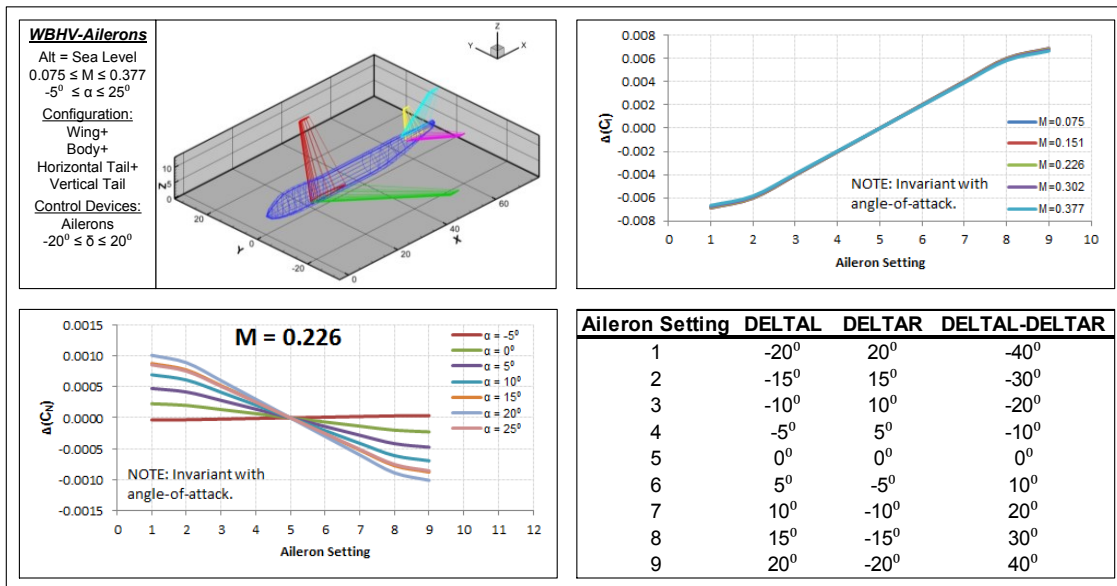 WBHV-Ailerons
Alt = Sea Level
0.075 ≤ M ≤ 0.377
-5⁰ ≤ α ≤ 25⁰
Configuration:
Wing+
Body+
Horizontal Tail+
Vertical Tail
Control Devices:
Ailerons
-20⁰ ≤ δ ≤ 20⁰
Z
Y X
Z
10
5
0
20
0
-20
Y
0
20
40
60
X
Δ(Cₗ)
0.008
0.006
0.004
0.002
0.000
-0.002
-0.004
-0.006
-0.008
M=0.075
M=0.151
M=0.226
M=0.302
M=0.377
NOTE: Invariant with
angle-of-attack.
0 1 2 3 4 5 6 7 8 9 10
Aileron Setting
M = 0.226
Δ(C_N)
0.0015
0.0010
0.0005
0.0000
-0.0005
-0.0010
-0.0015
α = -5⁰
α = 0⁰
α = 5⁰
α = 10⁰
α = 15⁰
α = 20⁰
α = 25⁰
NOTE: Invariant with
angle-of-attack.
0 1 2 3 4 5 6 7 8 9 10 11 12
Aileron Setting
Aileron Setting DELTAL DELTAR DELTAL-DELTAR
1 -20⁰ 20⁰ -40⁰
2 -15⁰ 15⁰ -30⁰
3 -10⁰ 10⁰ -20⁰
4 -5⁰ 5⁰ -10⁰
5 0⁰ 0⁰ 0⁰
6 5⁰ -5⁰ 10⁰
7 10⁰ -10⁰ 20⁰
8 15⁰ -15⁰ 30⁰
9 20⁰ -20⁰ 40⁰